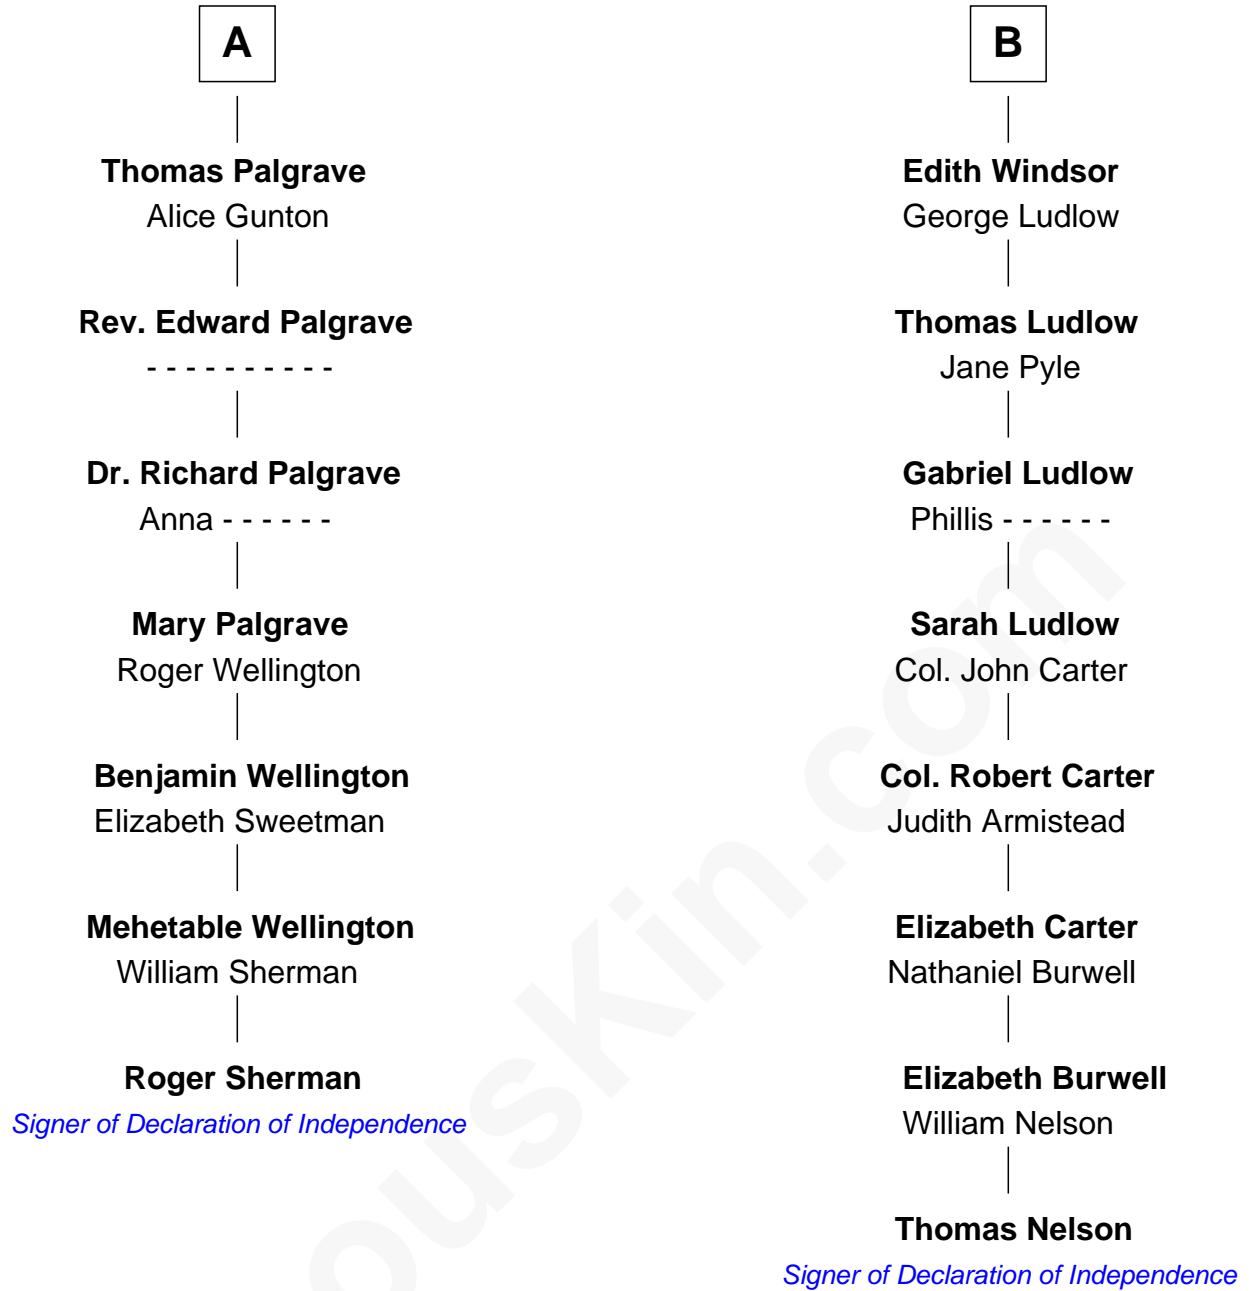 A
Thomas Palgrave
Alice Gunton
Rev. Edward Palgrave
- - - - - - - - - -
Dr. Richard Palgrave
Anna - - - - - -
Mary Palgrave
Roger Wellington
Benjamin Wellington
Elizabeth Sweetman
Mehetable Wellington
William Sherman
Roger Sherman
Signer of Declaration of Independence
B
Edith Windsor
George Ludlow
Thomas Ludlow
Jane Pyle
Gabriel Ludlow
Phillis - - - - - -
Sarah Ludlow
Col. John Carter
Col. Robert Carter
Judith Armistead
Elizabeth Carter
Nathaniel Burwell
Elizabeth Burwell
William Nelson
Thomas Nelson
Signer of Declaration of Independence
ousKin.com